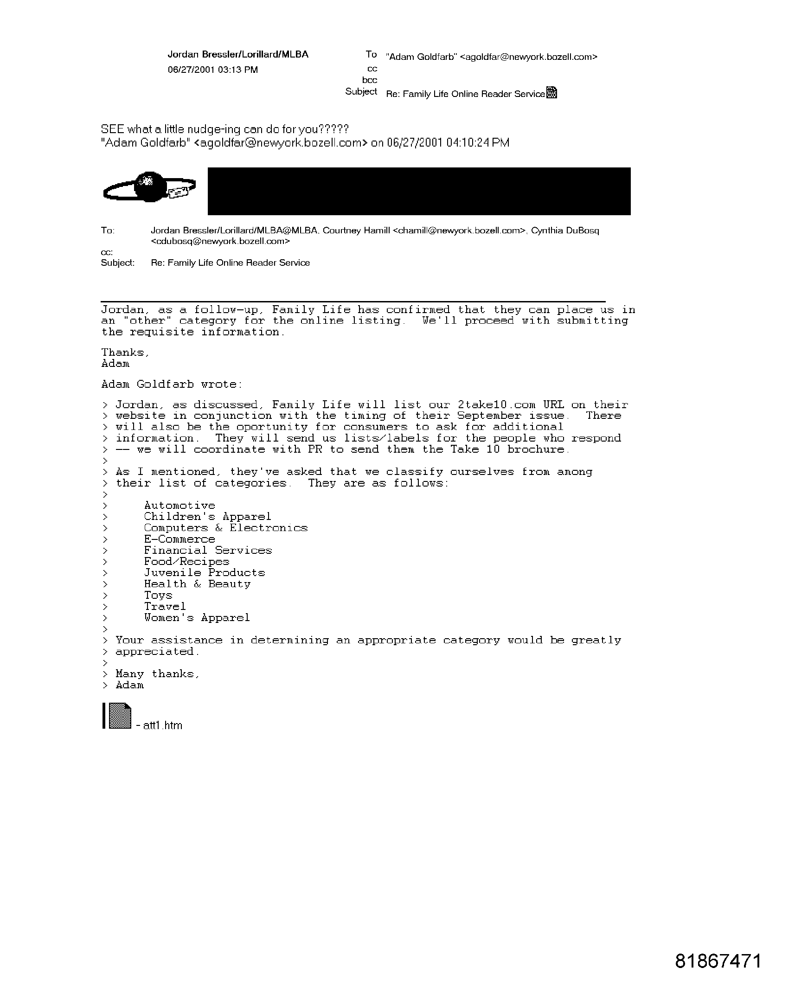 Jordan Bressler/Lorillard/MLBA
06/27/2001 03:13 PM
To "Adam Goldfarb" <agoldfar@newyork.bozell.com>
cc
bcc
Subject Re: Family Life Online Reader Service
SEE what a little nudge-ing can do for you?????
"Adam Goldfarb" <agoldfar@newyork.bozell.com> on 06/27/2001 04:10:24 PM
To: Jordan Bressler/Lorillard/MLBA@MLBA, Courtney Hamill <chamill@newyork.bozell.com>, Cynthia DuBosq
<cdubosq@newyork.bozell.com>
cc:
Subject: Re: Family Life Online Reader Service
Jordan, as a follow-up, Family Life has confirmed that they can place us in
an "other" category for the online listing. We'll proceed with submitting
the requisite information.
Thanks,
Adam
Adam Goldfarb wrote:
> Jordan, as discussed, Family Life will list our 2take10.com URL on their
> website in conjunction with the timing of their September issue. There
> will also be the oportunity for consumers to ask for additional
> information. They will send us lists/labels for the people who respond
> -- we will coordinate with PR to send them the Take 10 brochure.
>
> As I mentioned, they've asked that we classify ourselves from among
> their list of categories. They are as follows:
>
> Automotive
> Children's Apparel
> Computers & Electronics
> E-Commerce
> Financial Services
> Food/Recipes
> Juvenile Products
> Health & Beauty
> Toys
> Travel
> Women's Apparel
>
> Your assistance in determining an appropriate category would be greatly
> appreciated.
>
> Many thanks,
> Adam
- att1.htm
81867471